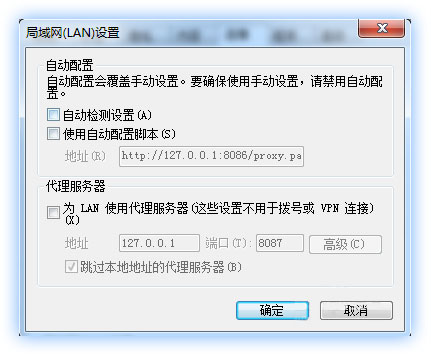 局域网(LAN)设置
自动配置
自动配置会覆盖手动设置。要确保使用手动设置，请禁用自动配
置。
自动检测设置(A)
使用自动配置脚本(S)
地址(R) http://127.0.0.1:8086/proxy.pa
代理服务器
为 LAN 使用代理服务器(这些设置不用于拨号或 VPN 连接)
(X)
地址 127.0.0.1 端口(T): 8087 高级(C)
跳过本地地址的代理服务器(B)
确定 取消